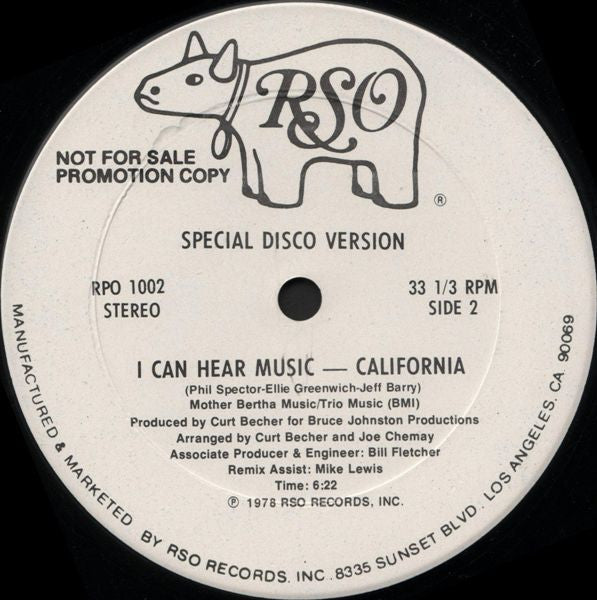 RSO
®
NOT FOR SALE
PROMOTION COPY
SPECIAL DISCO VERSION
RPO 1002
STEREO
33 1/3 RPM
SIDE 2
I CAN HEAR MUSIC — CALIFORNIA
(Phil Spector-Ellie Greenwich-Jeff Barry)
Mother Bertha Music/Trio Music (BMI)
Produced by Curt Becher for Bruce Johnston Productions
Arranged by Curt Becher and Joe Chemay
Associate Producer & Engineer: Bill Fletcher
Remix Assist: Mike Lewis
Time: 6:22
℗ 1978 RSO RECORDS, INC.
MANUFACTURED & MARKETED BY RSO RECORDS, INC. 8335 SUNSET BLVD. LOS ANGELES, CA. 90069